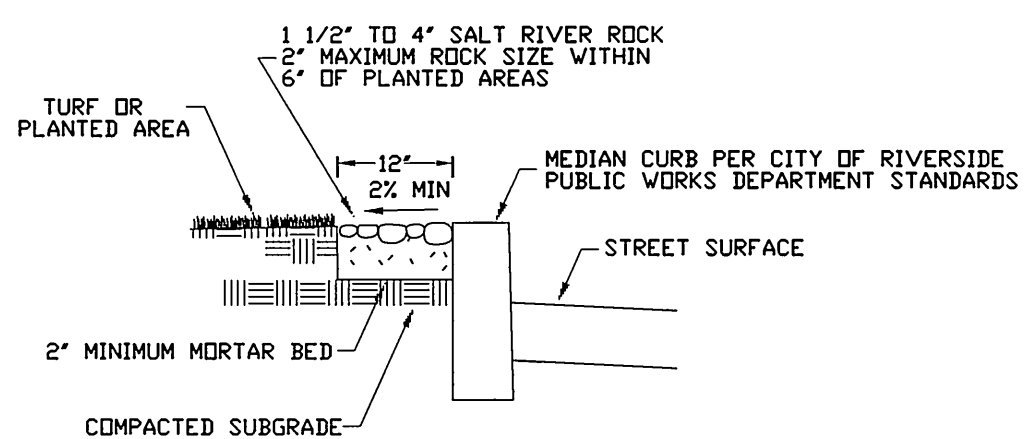 1 1/2" TO 4" SALT RIVER ROCK
2" MAXIMUM ROCK SIZE WITHIN
6" OF PLANTED AREAS
TURF OR
PLANTED AREA
12"
2% MIN
MEDIAN CURB PER CITY OF RIVERSIDE
PUBLIC WORKS DEPARTMENT STANDARDS
STREET SURFACE
2" MINIMUM MORTAR BED
COMPACTED SUBGRADE